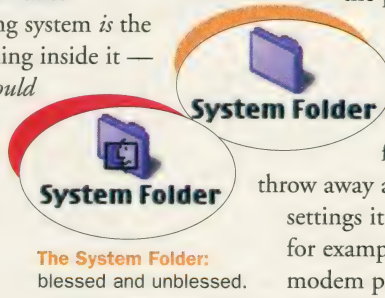 ng system is the
ing inside it —
ould
System Folder
System Folder
The System Folder:
blessed and unblessed.
throw away a
settings it
for examp
modem p